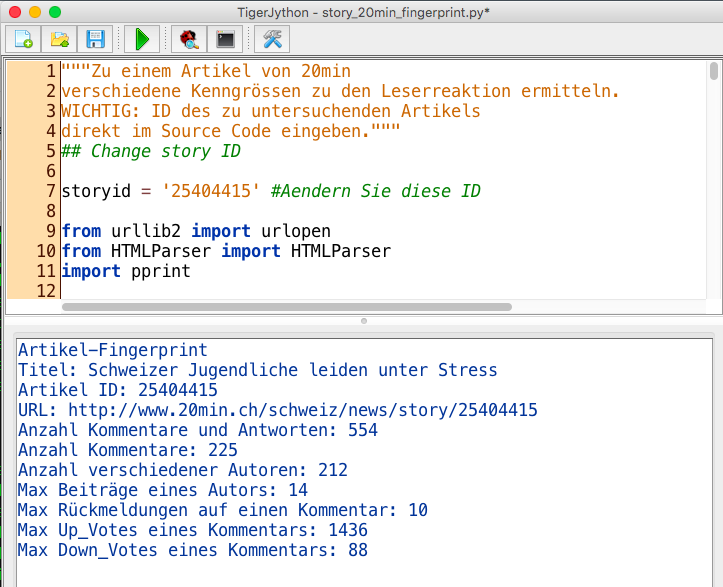 TigerJython - story_20min_fingerprint.py*
1 """Zu einem Artikel von 20min
2 verschiedene Kenngrössen zu den Leserreaktion ermitteln.
3 WICHTIG: ID des zu untersuchenden Artikels
4 direkt im Source Code eingeben."""
5 ## Change story ID
6
7 storyid = '25404415' #Aendern Sie diese ID
8
9 from urllib2 import urlopen
10 from HTMLParser import HTMLParser
11 import pprint
12
Artikel-Fingerprint
Titel: Schweizer Jugendliche leiden unter Stress
Artikel ID: 25404415
URL: http://www.20min.ch/schweiz/news/story/25404415
Anzahl Kommentare und Antworten: 554
Anzahl Kommentare: 225
Anzahl verschiedener Autoren: 212
Max Beiträge eines Autors: 14
Max Rückmeldungen auf einen Kommentar: 10
Max Up_Votes eines Kommentars: 1436
Max Down_Votes eines Kommentars: 88